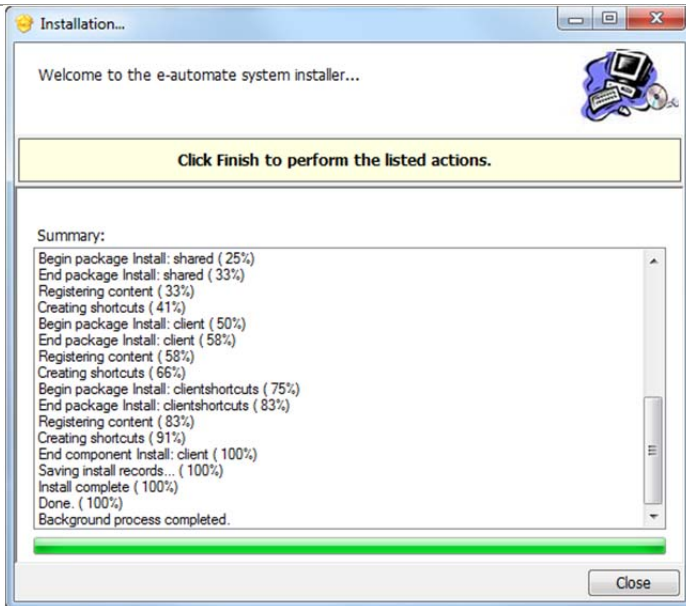 Installation...
Welcome to the e-automate system installer...
Click Finish to perform the listed actions.
Summary:
Begin package Install: shared ( 25%)
End package Install: shared ( 33%)
Registering content ( 33%)
Creating shortcuts ( 41%)
Begin package Install: client ( 50%)
End package Install: client ( 58%)
Registering content ( 58%)
Creating shortcuts ( 66%)
Begin package Install: clientshortcuts ( 75%)
End package Install: clientshortcuts ( 83%)
Registering content ( 83%)
Creating shortcuts ( 91%)
End component Install: client ( 100%)
Saving install records... ( 100%)
Install complete ( 100%)
Done. ( 100%)
Background process completed.
Close